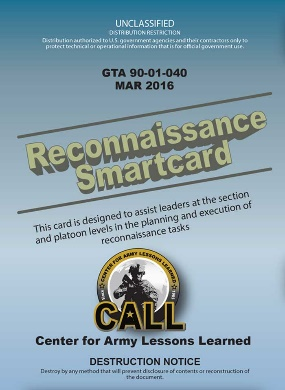 UNCLASSIFIED
DISTRIBUTION RESTRICTION
Distribution authorized to U.S. government agencies and their contractors only to
protect technical or operational information that is for official government use.
GTA 90-01-040
MAR 2016
Reconnaissance
Smartcard
This card is designed to assist leaders at the section
and platoon levels in the planning and execution of
reconnaissance tasks
CENTER FOR ARMY LESSONS LEARNED
CALL
Center for Army Lessons Learned
DESTRUCTION NOTICE
Destroy by any method that will prevent disclosure of contents or reconstruction of
the document.